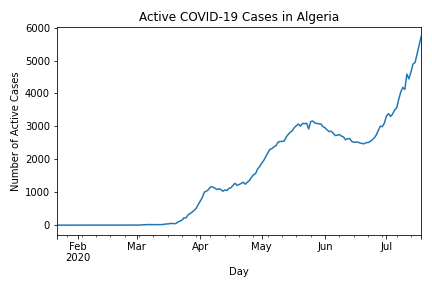 Active COVID-19 Cases in Algeria
Number of Active Cases
6000
5000
4000
3000
2000
1000
0
Feb Mar Apr May Jun Jul
2020
Day